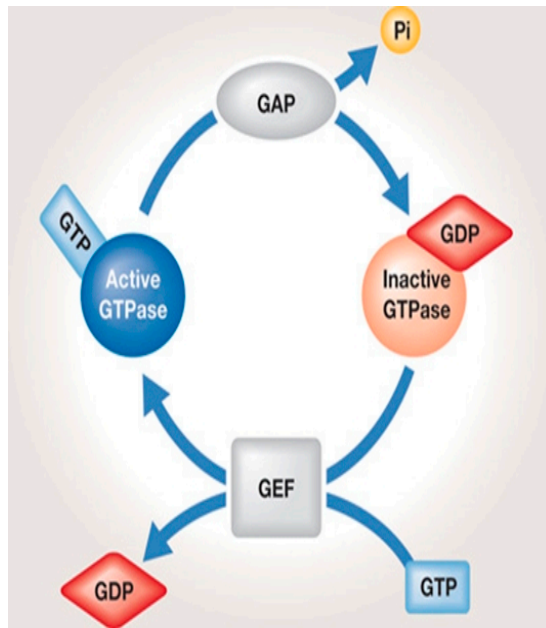 Pi
GAP
GTP
GDP
Active
GTPase
Inactive
GTPase
GEF
GDP
GTP